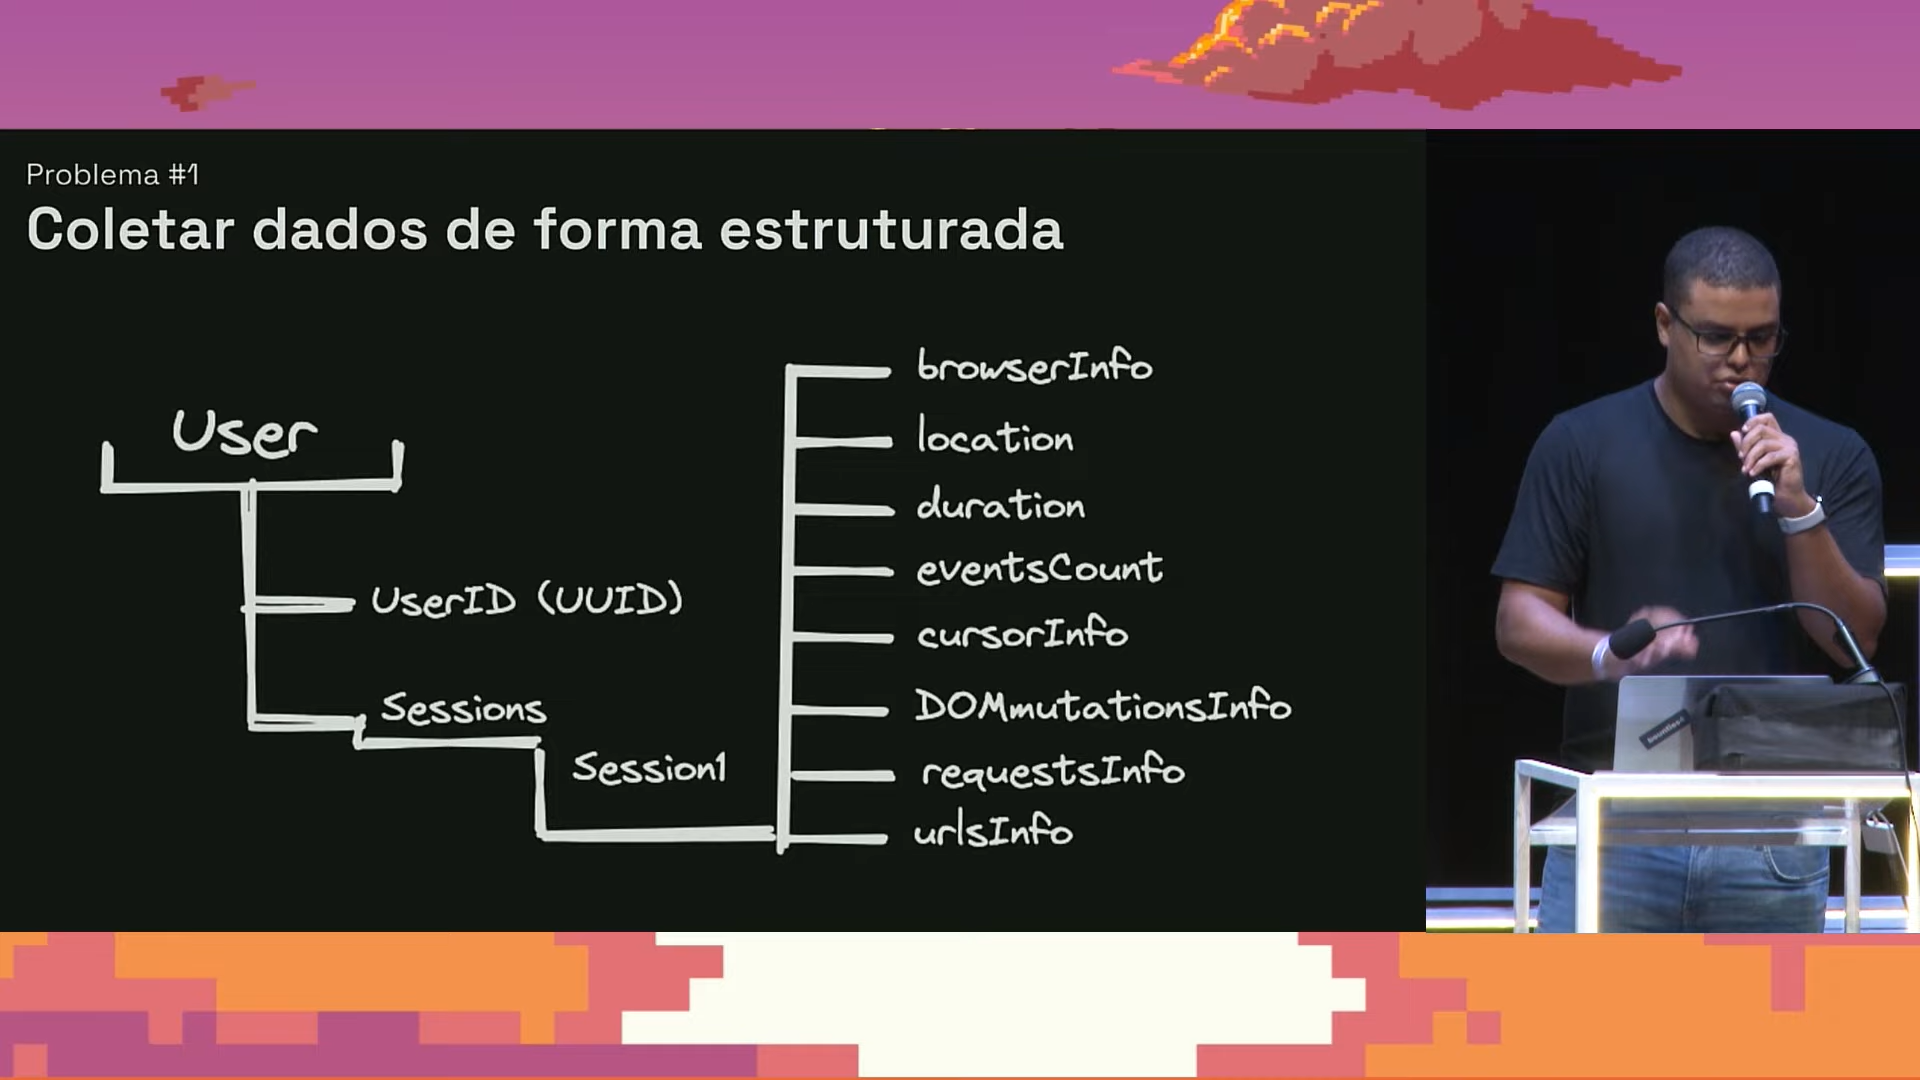 Problema #1
Coletar dados de forma estruturada
User
UserID (UUID)
Sessions
Session1
browserInfo
location
duration
eventsCount
cursorInfo
DOMmutationsInfo
requestsInfo
urlsInfo